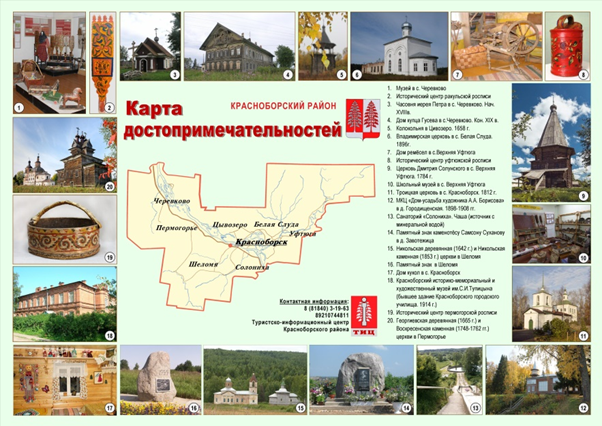 КРАСНОБОРСКИЙ РАЙОН
Карта
достопримечательностей
Черевково
Пермогорье
Цывозеро
Белая Слуда
Уфтюга
Красноборск
Шеломя
Солониха
Контактная информация:
8 (81840) 3-19-63
89210744811
Туристско-информационный центр
Красноборского района
ТИЦ
1. Музей в с. Черевково
2. Исторический центр ракульской росписи
3. Часовня иерея Петра в с. Черевково. Нач.
XVIIIв.
4. Дом купца Гусева в с.Черевково. Кон. XIX в.
5. Колокольня в Цивозеро. 1658 г.
6. Владимирская церковь в с. Белая Слуда.
1896г.
7. Дом ремёсел в с.Верхняя Уфтюга
8. Исторический центр уфтюжской росписи
9. Церковь Дмитрия Солунского в с. Верхняя
Уфтюга. 1784 г.
10. Школьный музей в с. Верхняя Уфтюга
11. Троицкая церковь в с. Красноборск. 1812 г.
12. МКЦ «Дом-усадьба художника А.А. Борисова»
в д. Городищенская. 1898-1908 гг.
13. Санаторий «Солониха». Чаша (источник с
минеральной водой)
14. Памятный знак каменотёсу Самсону Суханову
в д. Завотежица
15. Никольская деревянная (1642 г.) и Никольская
каменная (1853 г.) церкви в Шеломя
16. Памятный знак в Шеломя
17. Дом кукол в с. Красноборск
18. Красноборский историко-мемориальный и
художественный музей им.С.И.Тупицына
(бывшее здание Красноборского городского
училища. 1914 г.)
19. Исторический центр пермогорской росписи
20. Георгиевская деревянная (1665 г.) и
Воскресенская каменная (1748-1762 гг.)
церкви в Пермогорье
1
2
3
4
5
6
7
8
9
10
11
12
13
14
15
16
17
18
19
20